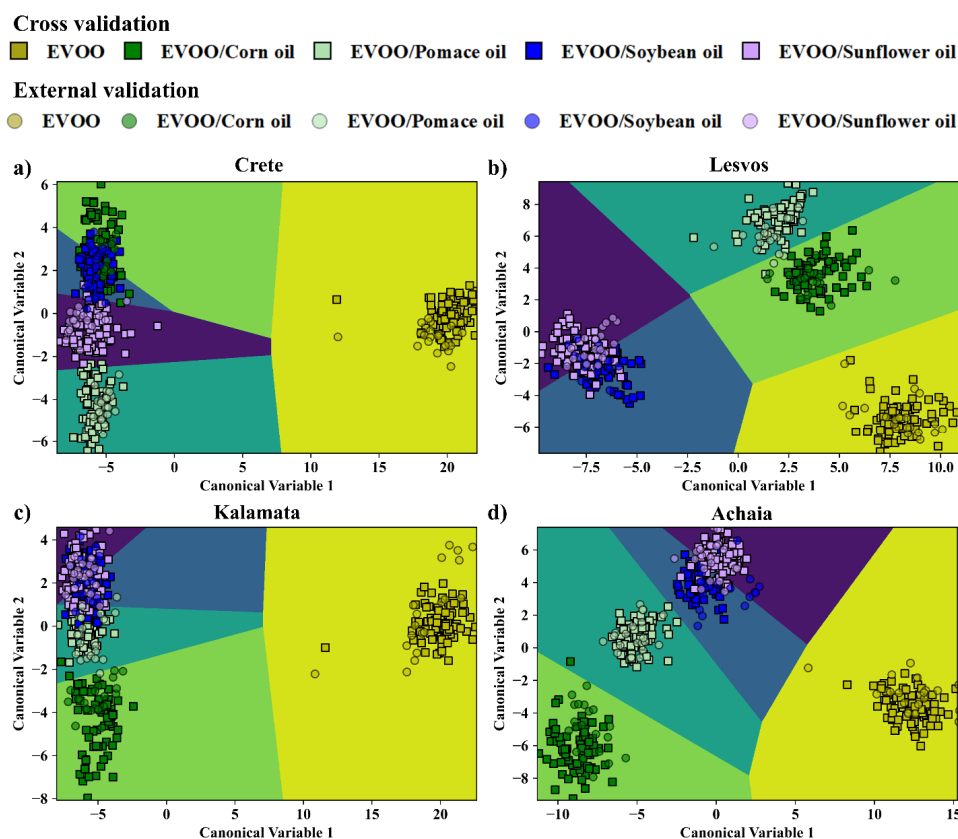 Cross validation
EVOO EVOO/Corn oil EVOO/Pomace oil EVOO/Soybean oil EVOO/Sunflower oil
External validation
EVOO EVOO/Corn oil EVOO/Pomace oil EVOO/Soybean oil EVOO/Sunflower oil
a) Crete
Canonical Variable 2
6
4
2
0
−2
−4
−6
−5 0 5 10 15 20
Canonical Variable 1
b) Lesvos
Canonical Variable 2
8
6
4
2
0
−2
−4
−6
−7.5 −5.0 −2.5 0.0 2.5 5.0 7.5 10.0
Canonical Variable 1
c) Kalamata
Canonical Variable 2
4
2
0
−2
−4
−6
−8
−5 0 5 10 15 20
Canonical Variable 1
d) Achaia
Canonical Variable 2
6
4
2
0
−2
−4
−6
−8
−10 −5 0 5 10 15
Canonical Variable 1